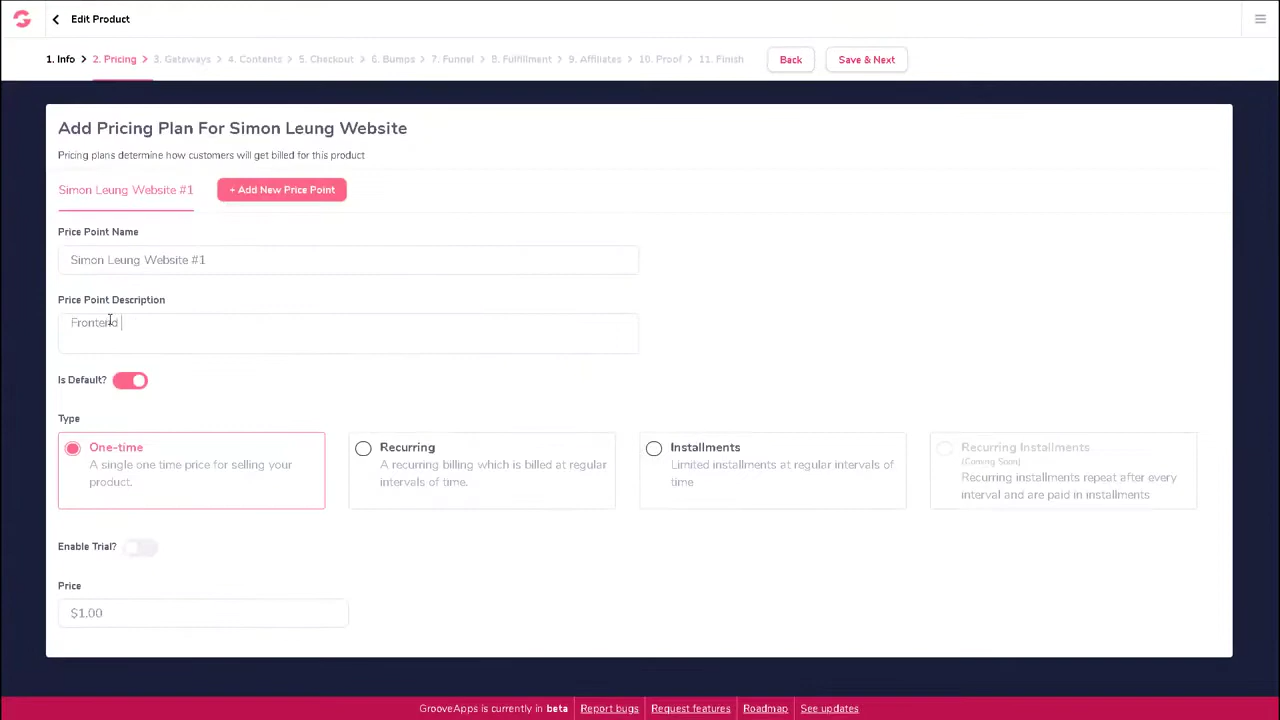 Edit Product
1. Info > 2. Pricing > 3. Gateways > 4. Contents > 5. Checkout > 6. Bumps > 7. Funnel > 8. Fulfillment > 9. Affiliates > 10. Proof > 11. Finish Back Save & Next
Add Pricing Plan For Simon Leung Website
Pricing plans determine how customers will get billed for this product
Simon Leung Website #1 + Add New Price Point
Price Point Name
Simon Leung Website #1
Price Point Description
Frontend
Is Default?
Type
One-time
A single one time price for selling your
product.
Recurring
A recurring billing which is billed at regular
intervals of time.
Installments
Limited installments at regular intervals of
time
Recurring Installments
(Coming Soon)
Recurring installments repeat after every
interval and are paid in installments
Enable Trial?
Price
$1.00
GrooveApps is currently in beta Report bugs Request features Roadmap See updates